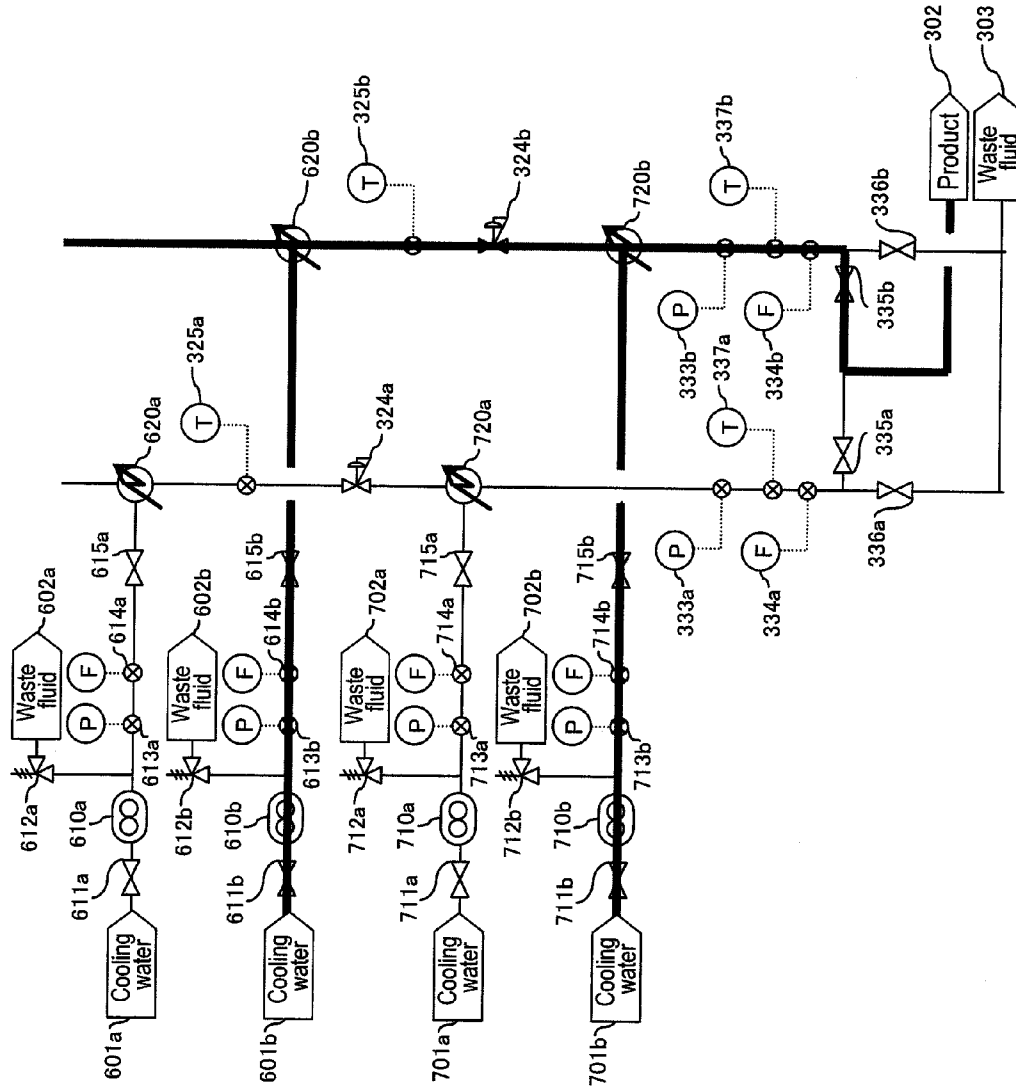 302
303
Product
Waste
fluid
325b
337b
620b
324b
720b
336b
T
T
P
F
335b
333b
334b
325a
337a
620a
324a
720a
335a
T
T
P
F
333a
334a
336a
602a
615a
602b
615b
702a
715a
702b
715b
614a
614b
714a
714b
Waste
fluid
F
P
Waste
fluid
F
P
Waste
fluid
F
P
Waste
fluid
F
P
613a
613b
713a
713b
612a
610a
612b
610b
712a
710a
712b
710b
611a
611b
711a
711b
Cooling
water
Cooling
water
Cooling
water
Cooling
water
601a
601b
701a
701b